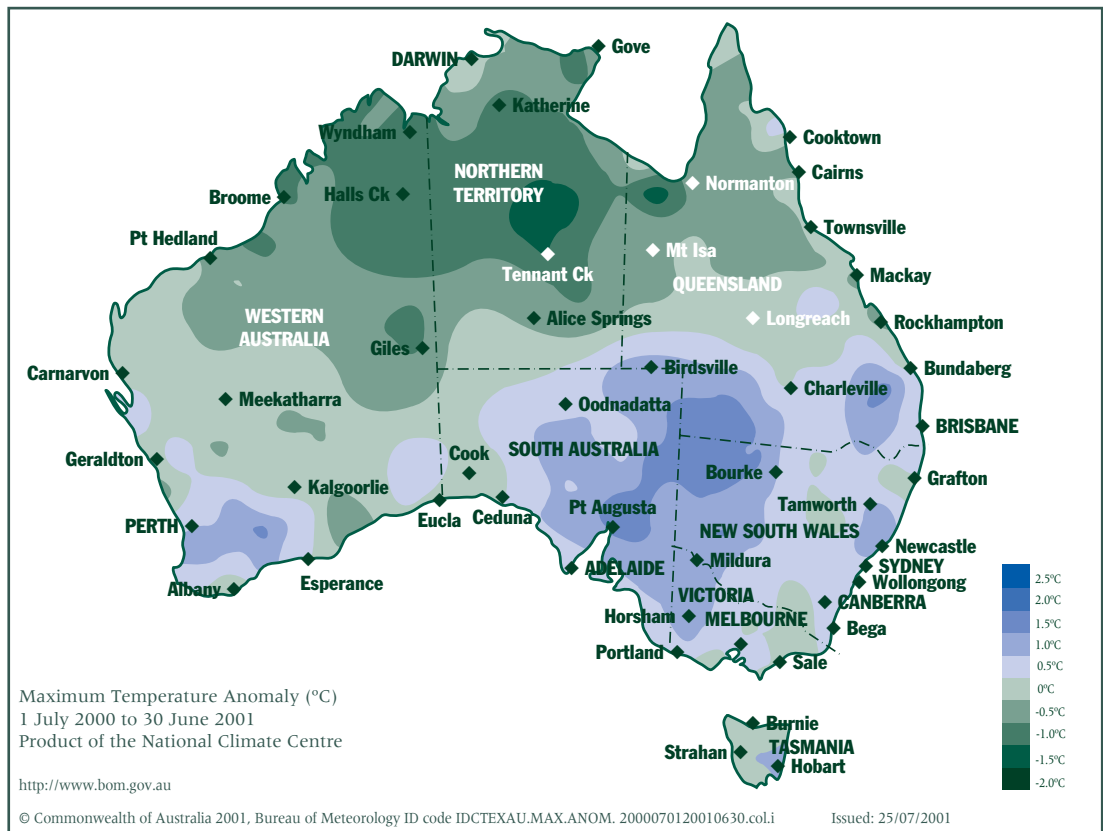 Gove
DARWIN
Katherine
Wyndham
Cooktown
NORTHERN
TERRITORY
Cairns
Normanton
Halls Ck
Broome
Townsville
Pt Hedland
Mt Isa
Tennant Ck
Mackay
QUEENSLAND
WESTERN
AUSTRALIA
Alice Springs
Longreach
Rockhampton
Giles
Carnarvon
Birdsville
Bundaberg
Charleville
Meekatharra
Oodnadatta
BRISBANE
SOUTH AUSTRALIA
Geraldton
Cook
Bourke
Grafton
Kalgoorlie
Tamworth
Pt Augusta
Eucla
Ceduna
PERTH
NEW SOUTH WALES
Newcastle
Mildura
SYDNEY
ADELAIDE
Esperance
Wollongong
Albany
VICTORIA
CANBERRA
Horsham
MELBOURNE
Bega
Portland
Sale
Burnie
Strahan
TASMANIA
Hobart
2.5ºC
2.0ºC
1.5ºC
1.0ºC
0.5ºC
0ºC
-0.5ºC
-1.0ºC
-1.5ºC
-2.0ºC
Maximum Temperature Anomaly (ºC)
1 July 2000 to 30 June 2001
Product of the National Climate Centre
http://www.bom.gov.au
© Commonwealth of Australia 2001, Bureau of Meteorology ID code IDCTEXAU.MAX.ANOM. 2000070120010630.col.i Issued: 25/07/2001